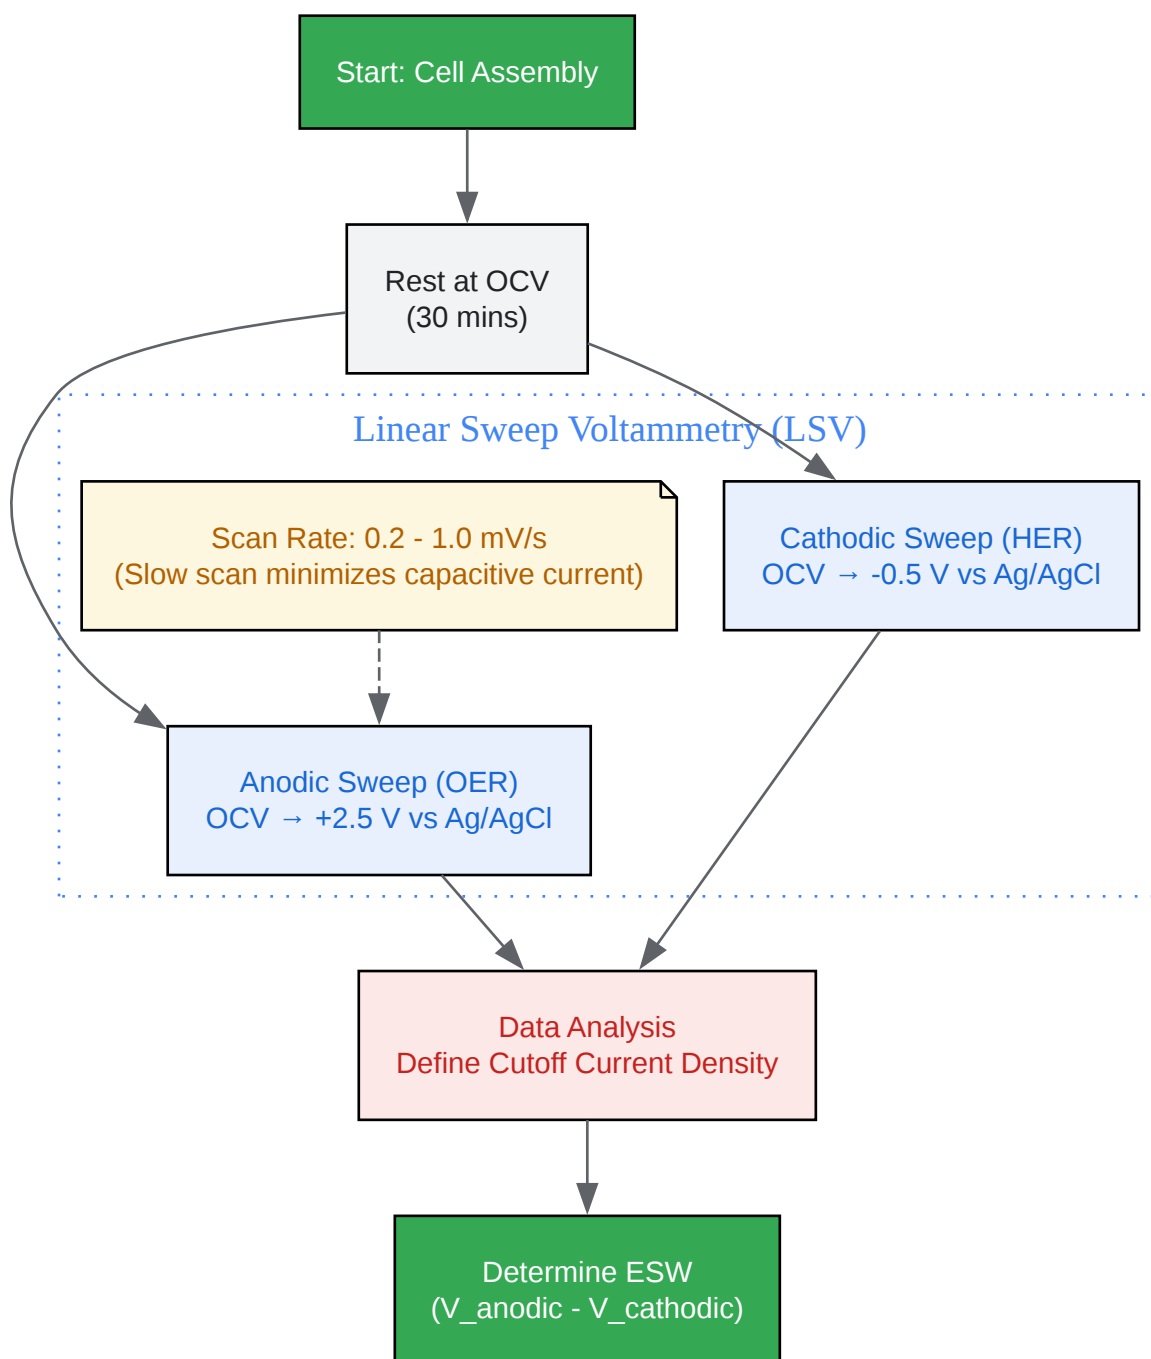 Start: Cell Assembly
Rest at OCV
(30 mins)
Linear Sweep Voltammetry (LSV)
Scan Rate: 0.2 - 1.0 mV/s
(Slow scan minimizes capacitive current)
Cathodic Sweep (HER)
OCV → -0.5 V vs Ag/AgCl
Anodic Sweep (OER)
OCV → +2.5 V vs Ag/AgCl
Data Analysis
Define Cutoff Current Density
Determine ESW
(V_anodic - V_cathodic)